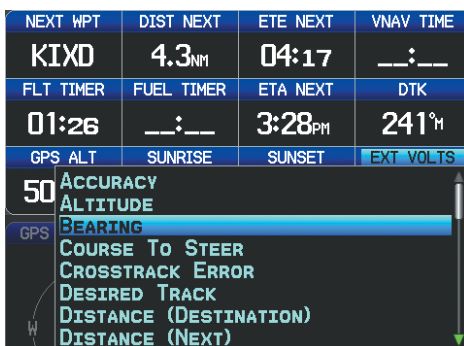 NEXT WPT DIST NEXT ETE NEXT VNAV TIME
KIXD 4.3NM 04:17 __:__
FLT TIMER FUEL TIMER ETA NEXT DTK
01:26 __:__ 3:28PM 241°M
GPS ALT SUNRISE SUNSET EXT VOLTS
50
GPS
W
ACCURACY
ALTITUDE
BEARING
COURSE TO STEER
CROSSTRACK ERROR
DESIRED TRACK
DISTANCE (DESTINATION)
DISTANCE (NEXT)